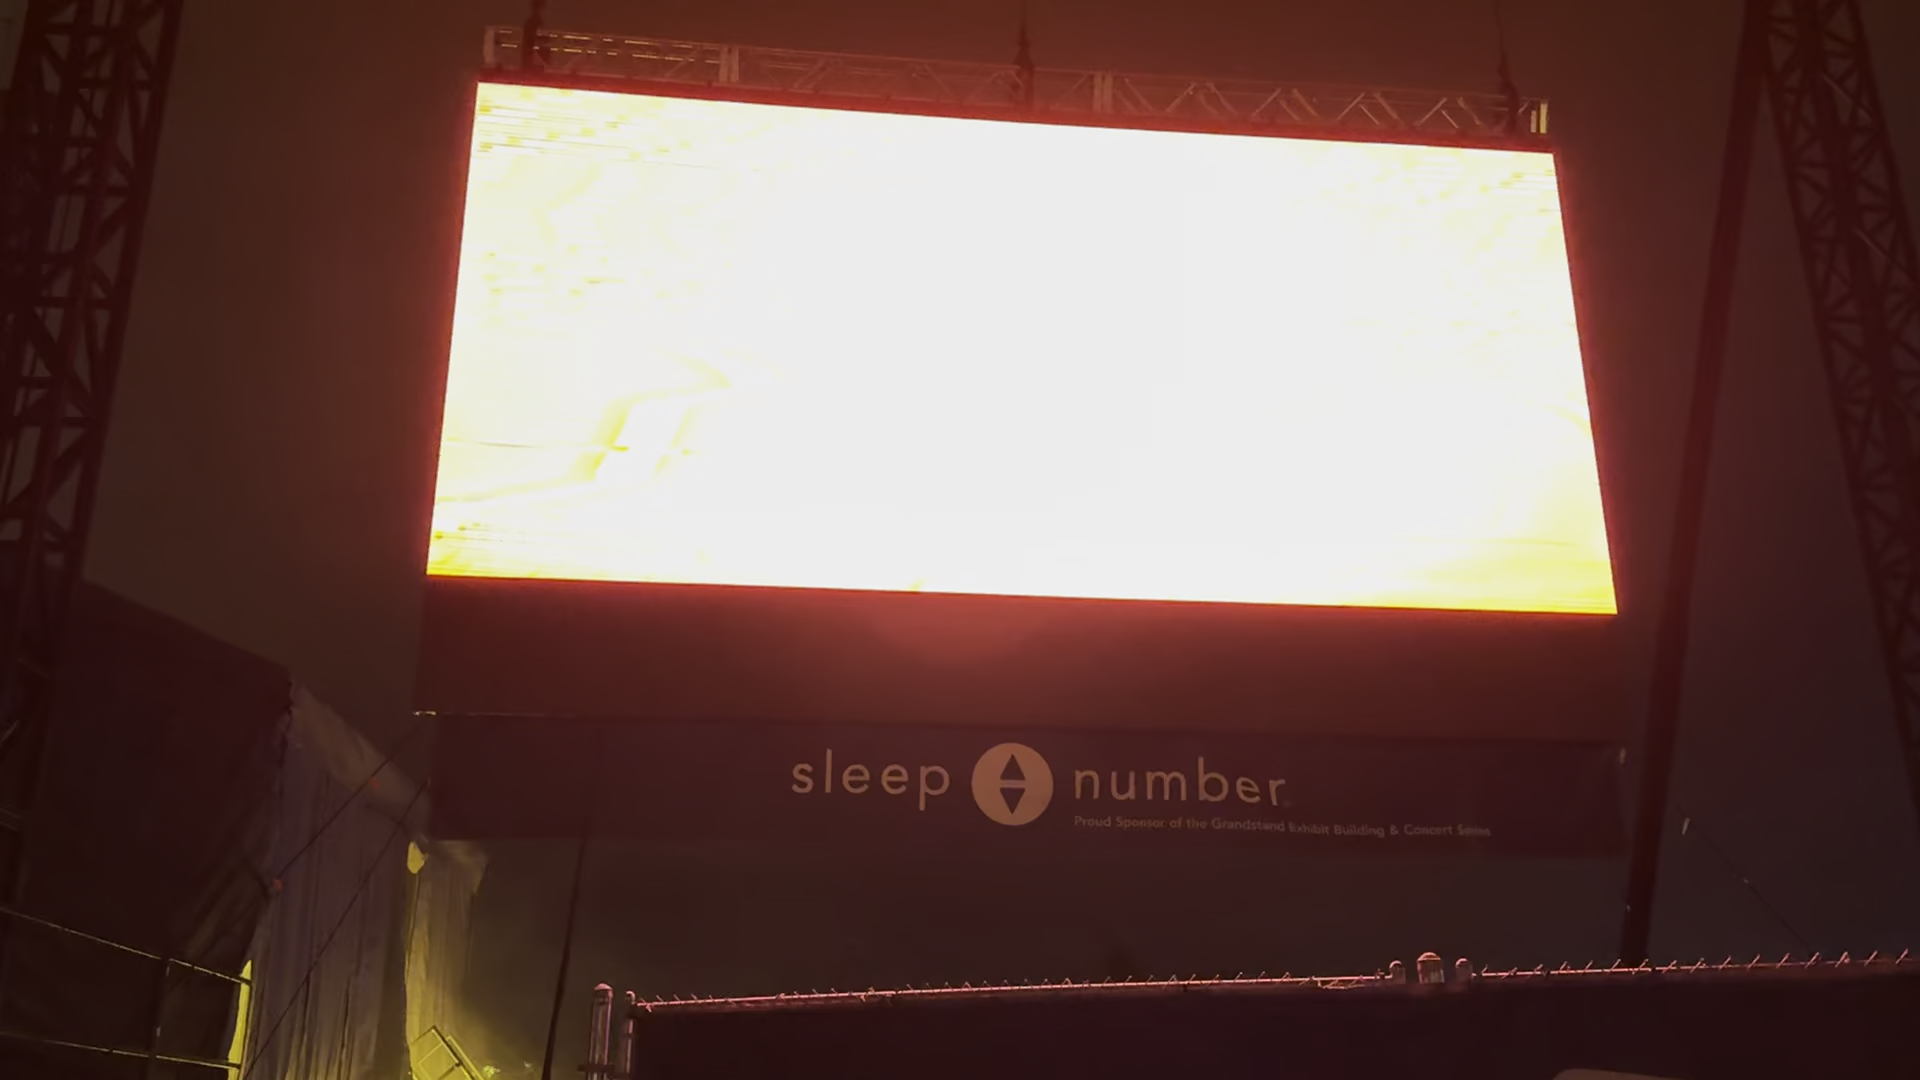 sleep number
Proud Sponsor of the Grandstand Exhibit Building & Concert Series